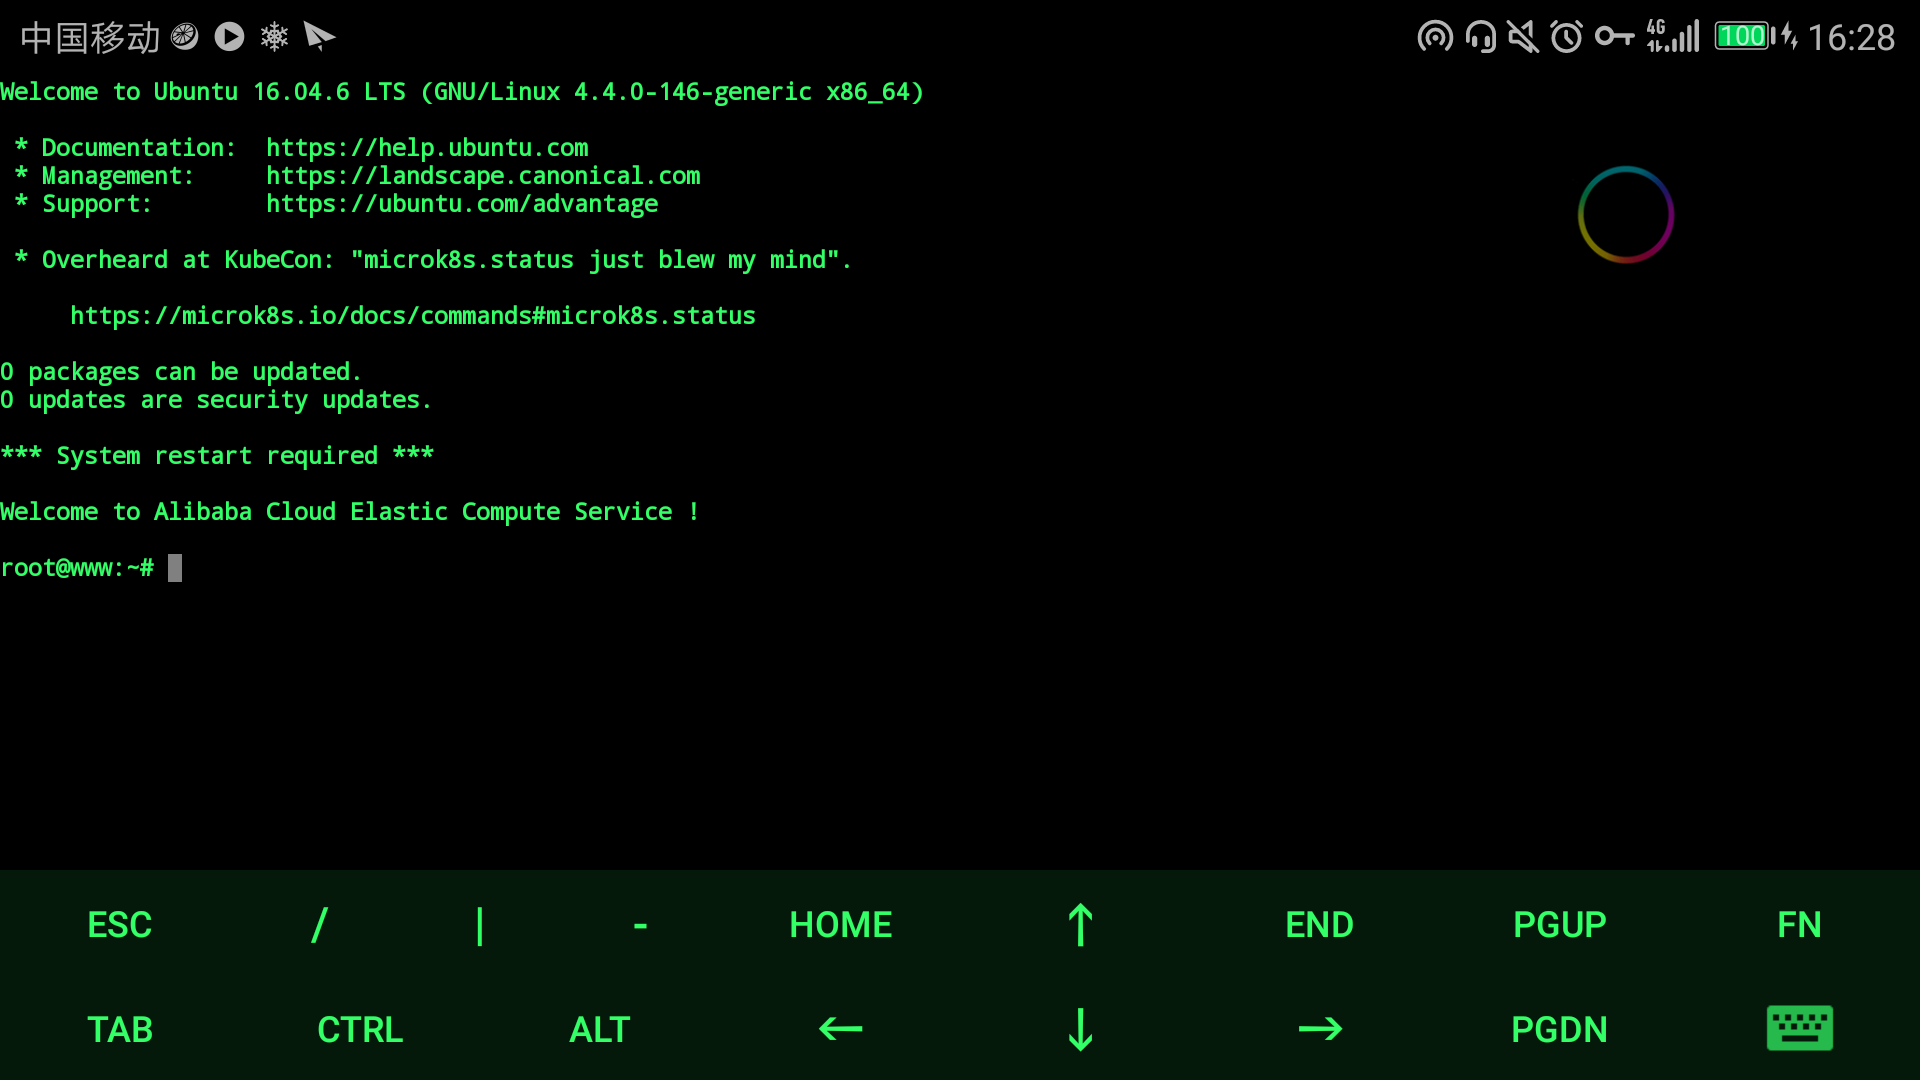 中国移动 4G 100 16:28
Welcome to Ubuntu 16.04.6 LTS (GNU/Linux 4.4.0-146-generic x86_64)
* Documentation:  https://help.ubuntu.com
* Management:     https://landscape.canonical.com
* Support:        https://ubuntu.com/advantage
* Overheard at KubeCon: "microk8s.status just blew my mind".
https://microk8s.io/docs/commands#microk8s.status
0 packages can be updated.
0 updates are security updates.
*** System restart required ***
Welcome to Alibaba Cloud Elastic Compute Service !
root@www:~#
ESC / | - HOME ↑ END PGUP FN
TAB CTRL ALT ← ↓ → PGDN